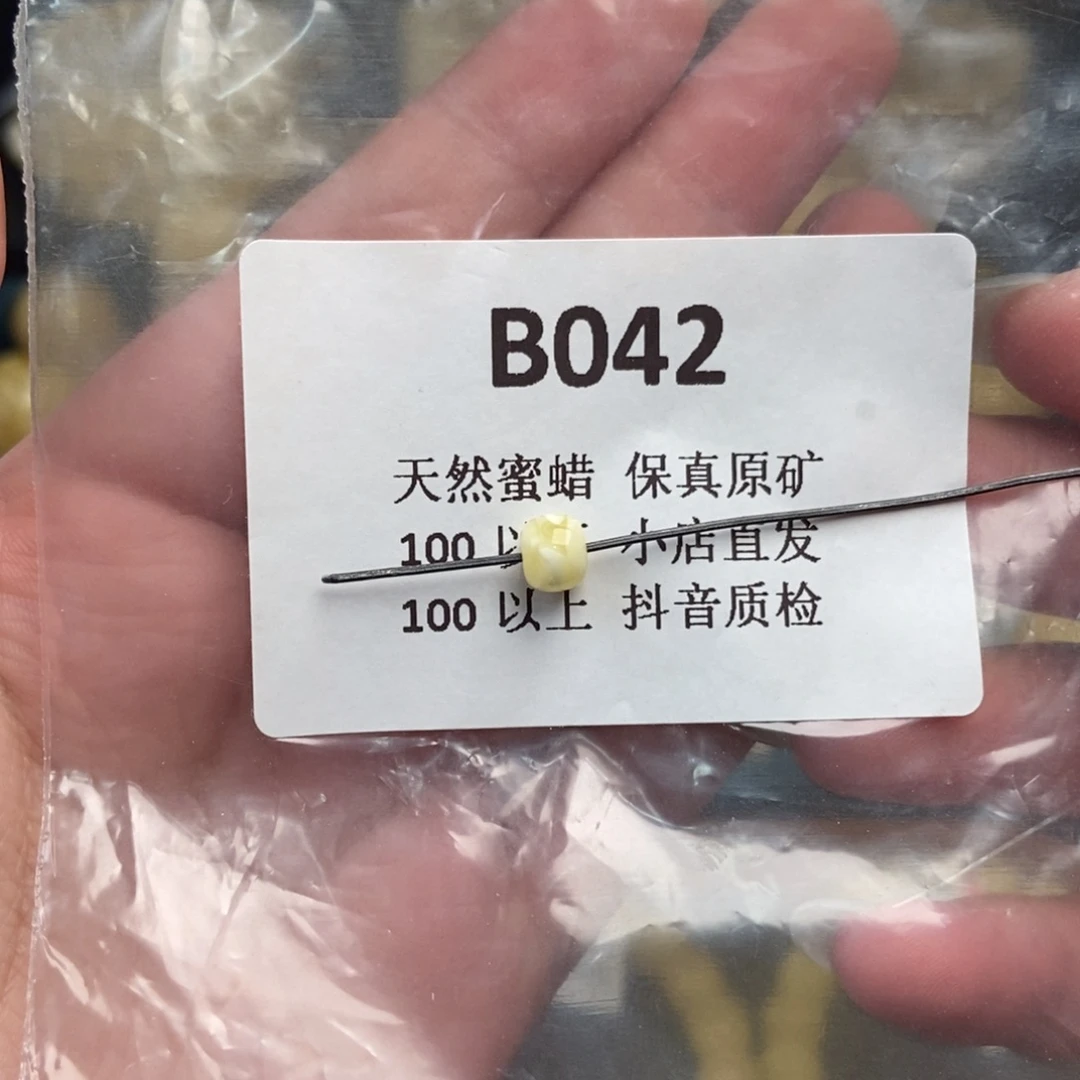 B042
天然蜜蜡 保真原矿
100 以 小店直发
100 以上 抖音质检